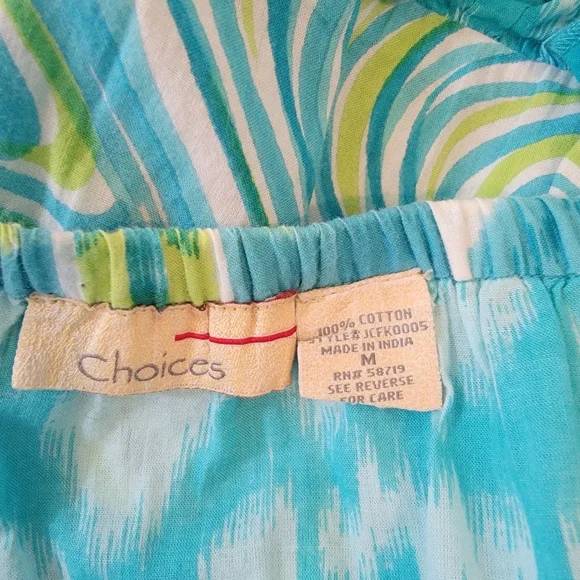 Choices
100% COTTON
STYLE# JCFK0005
MADE IN INDIA
M
RN# 58719
SEE REVERSE
FOR CARE